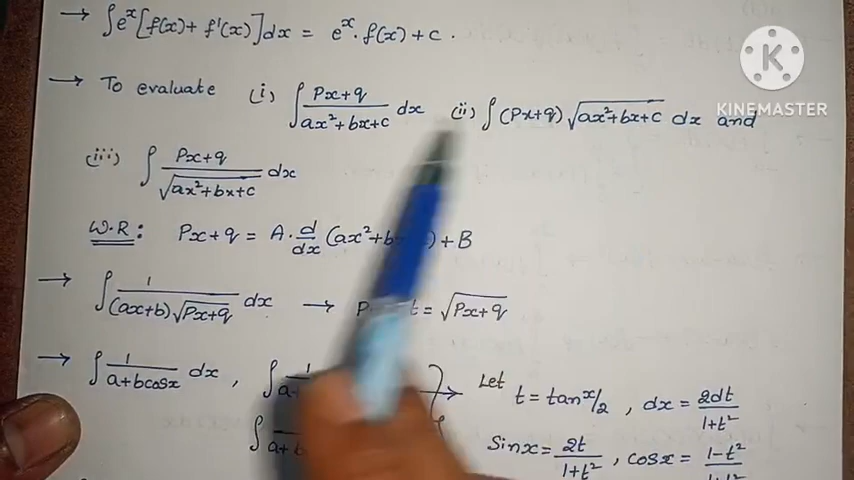 → ∫eˣ[f(x)+ f'(x)]dx = eˣ. f(x) + c .
→ To evaluate (i) ∫ Px+q / ax²+bx+c dx (ii) ∫(Px+q) √ax²+bx+c dx and
KINEMASTER
(iii) ∫ Px+q / √ax²+bx+c dx
W.R : Px+q = A. d/dx (ax²+b ) + B
→ ∫ 1 / (ax+b)√Px+q dx → t = √Px+q
→ ∫ 1 / a+bcosx dx , ∫ 1 / a Let t = tan x/2 , dx = 2dt / 1+t²
∫ a+ Sinx = 2t / 1+t² , cosx = 1-t²